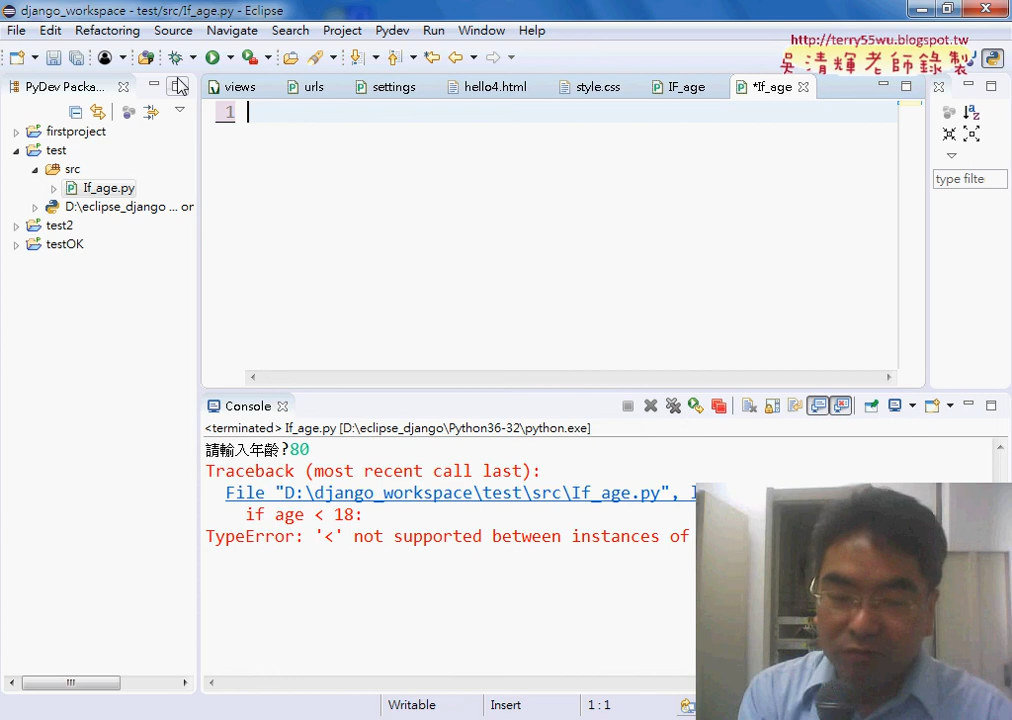 django_workspace - test/src/If_age.py - Eclipse
File Edit Refactoring Source Navigate Search Project Pydev Run Window Help
http://terry55wu.blogspot.tw
吳清輝老師錄製
PyDev Packa...
views urls settings hello4.html style.css IF_age *If_age
1
firstproject
test
src
If_age.py
D:\eclipse_django ... or
test2
testOK
type filte
Console
<terminated> If_age.py [D:\eclipse_django\Python36-32\python.exe]
請輸入年齡?80
Traceback (most recent call last):
File "D:\django_workspace\test\src\If_age.py", l
if age < 18:
TypeError: '<' not supported between instances of
Writable Insert 1 : 1